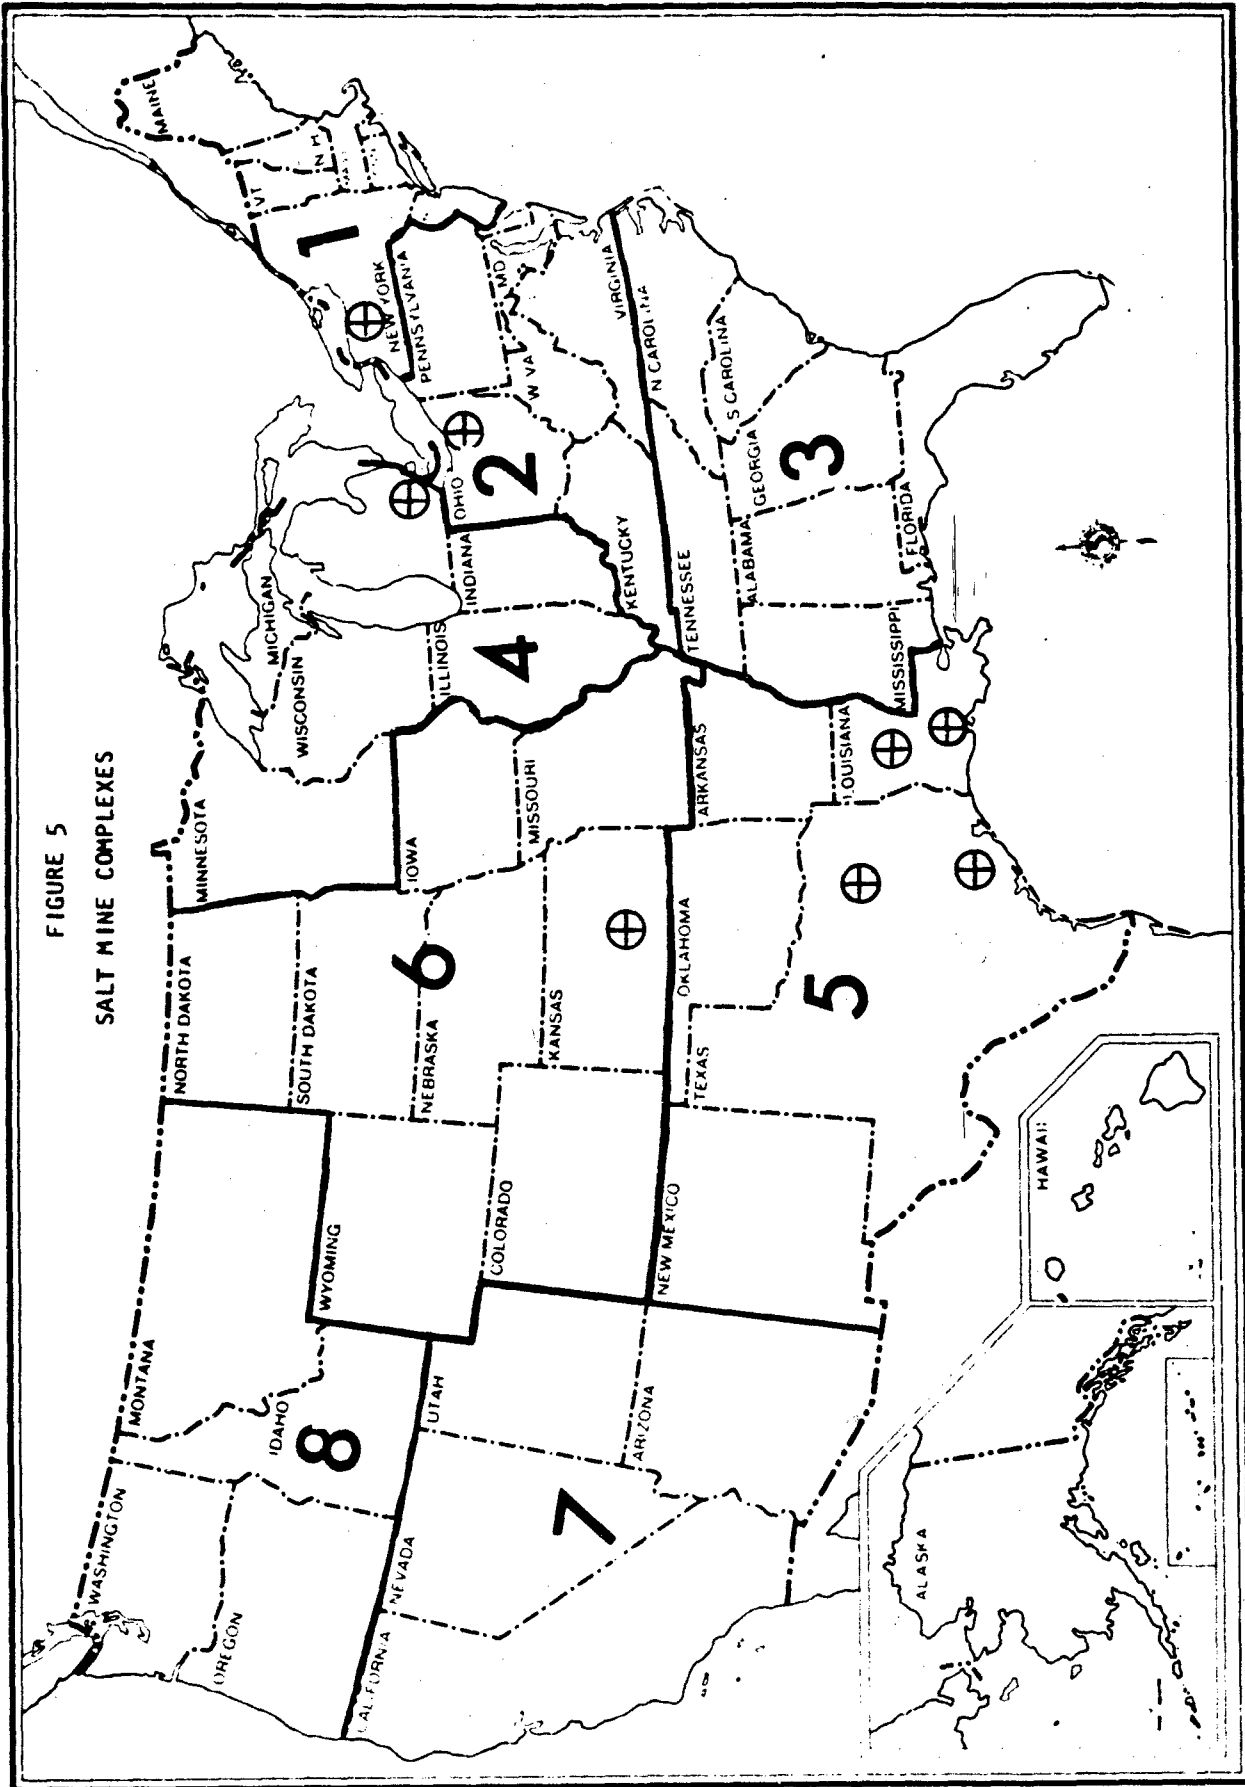 FIGURE 5
SALT MINE COMPLEXES
WASHINGTON
MONTANA
NORTH DAKOTA
MINNESOTA
OREGON
IDAHO
8
WYOMING
SOUTH DAKOTA
WISCONSIN
MICHIGAN
MAINE
VT
N H
1
NEW YORK
NEBRASKA
6
IOWA
ILLINOIS
INDIANA
OHIO
2
PENNSYLVANIA
MD
W VA
VIRGINIA
NEVADA
UTAH
COLORADO
KANSAS
MISSOURI
4
KENTUCKY
7
ARIZONA
NEW MEXICO
TEXAS
OKLAHOMA
ARKANSAS
TENNESSEE
N CAROLINA
S CAROLINA
5
LOUISIANA
MISSISSIPPI
ALABAMA
GEORGIA
3
FLORIDA
ALASKA
HAWAII